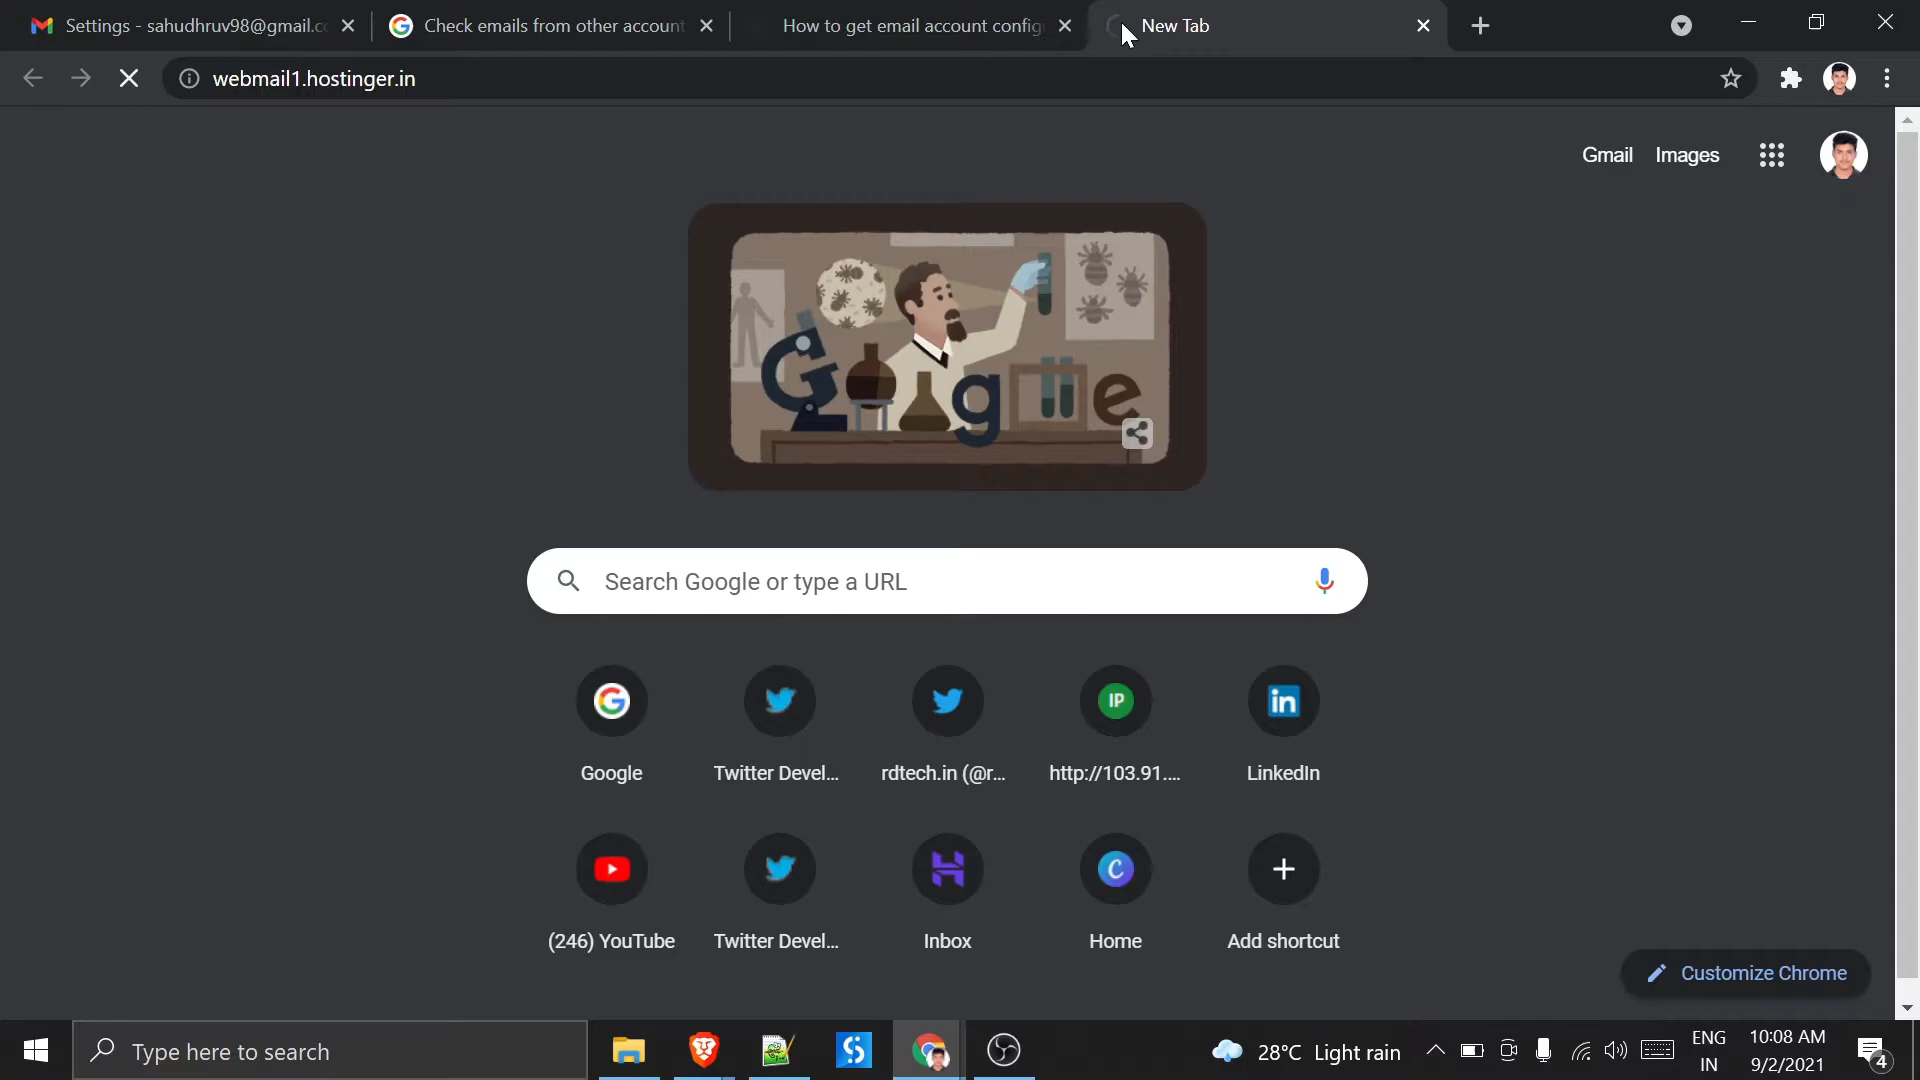 Settings - sahudhruv98@gmail.c
Check emails from other account
How to get email account config
New Tab
webmail1.hostinger.in
Gmail
Images
G
g
e
Search Google or type a URL
Google
Twitter Devel...
rdtech.in (@r...
IP
http://103.91....
in
LinkedIn
(246) YouTube
Twitter Devel...
Inbox
C
Home
Add shortcut
Customize Chrome
Type here to search
28°C Light rain
ENG
IN
10:08 AM
9/2/2021
4